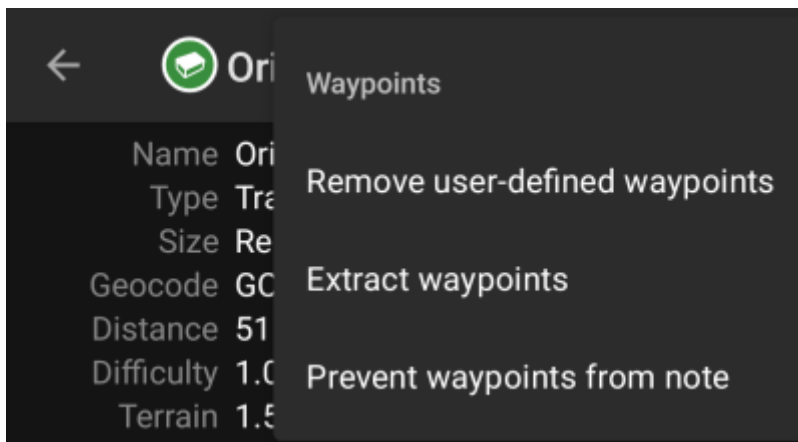 Ori
Name Ori
Type Tra
Size Re
Geocode GC
Distance 51
Difficulty 1.0
Terrain 1.5
Waypoints
Remove user-defined waypoints
Extract waypoints
Prevent waypoints from note